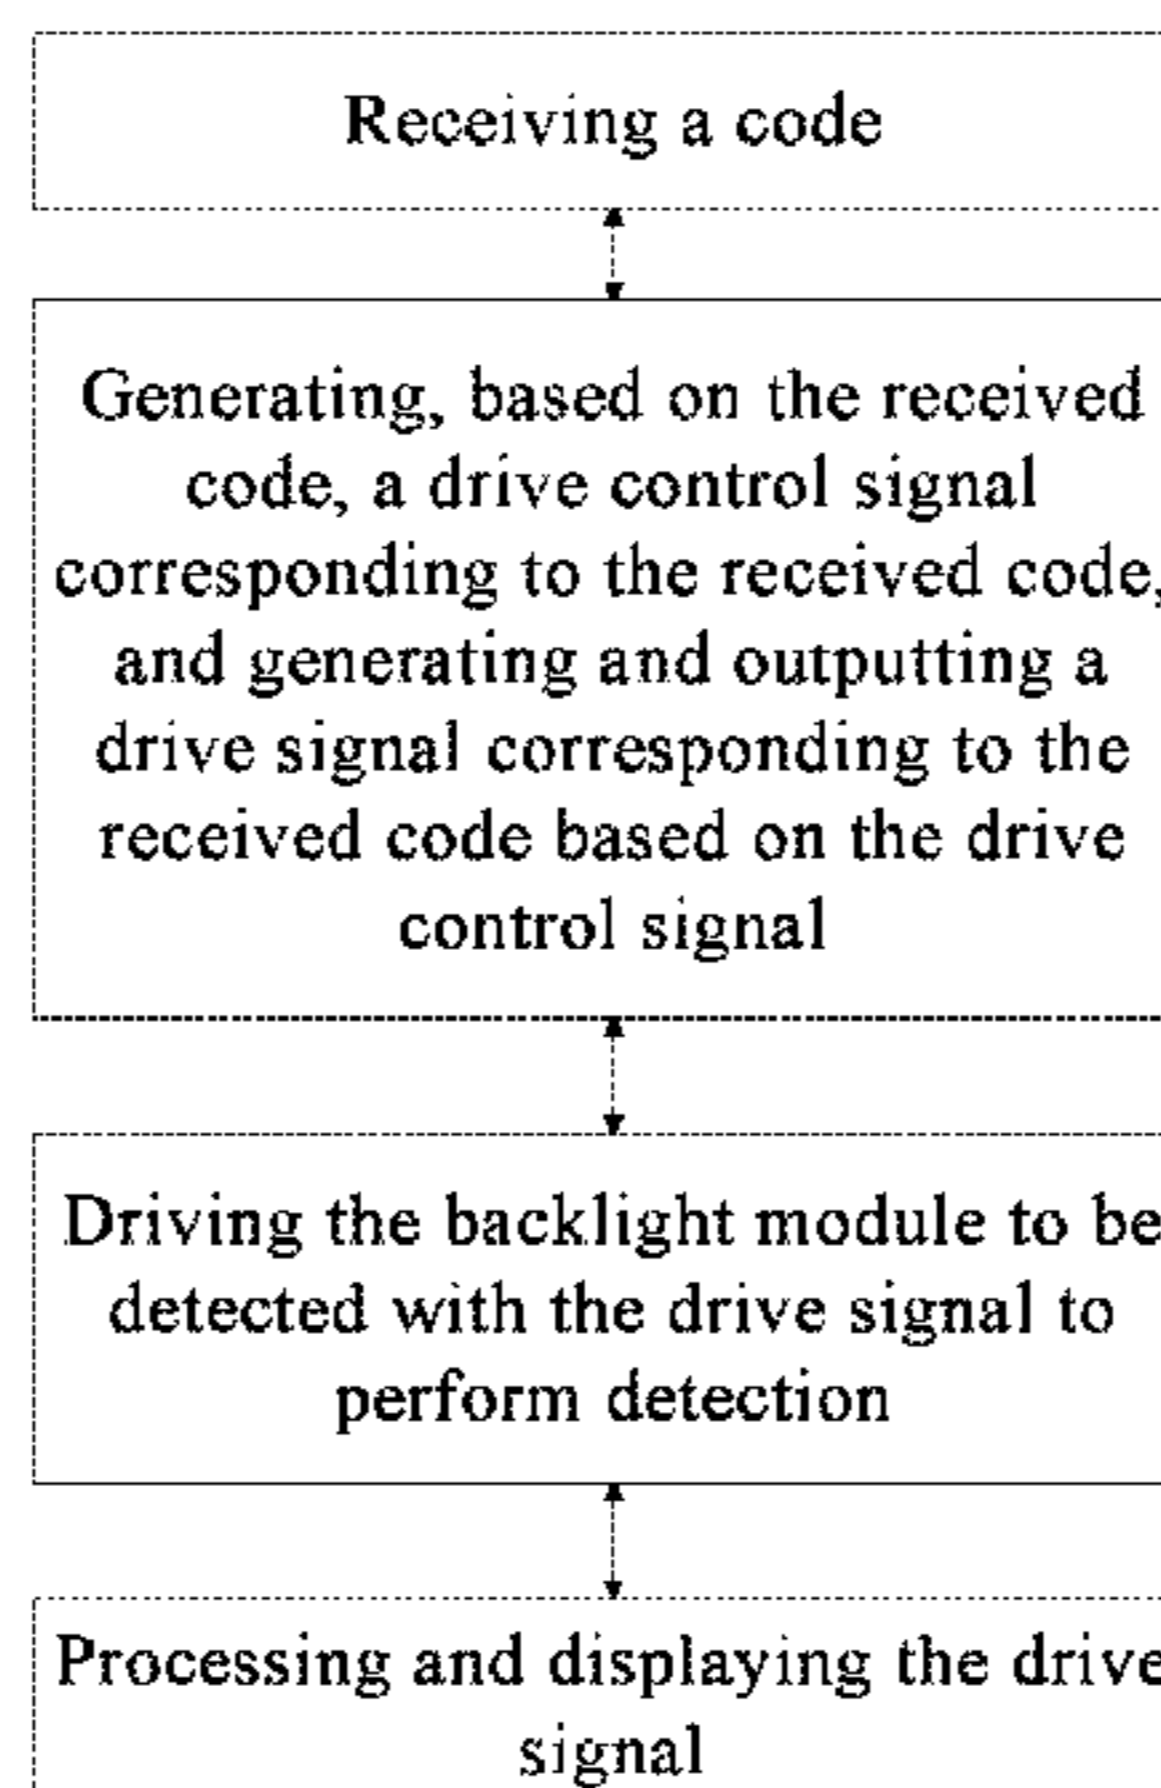 Receiving a code
Generating, based on the received
code, a drive control signal
corresponding to the received code,
and generating and outputting a
drive signal corresponding to the
received code based on the drive
control signal
Driving the backlight module to be
detected with the drive signal to
perform detection
Processing and displaying the drive
signal